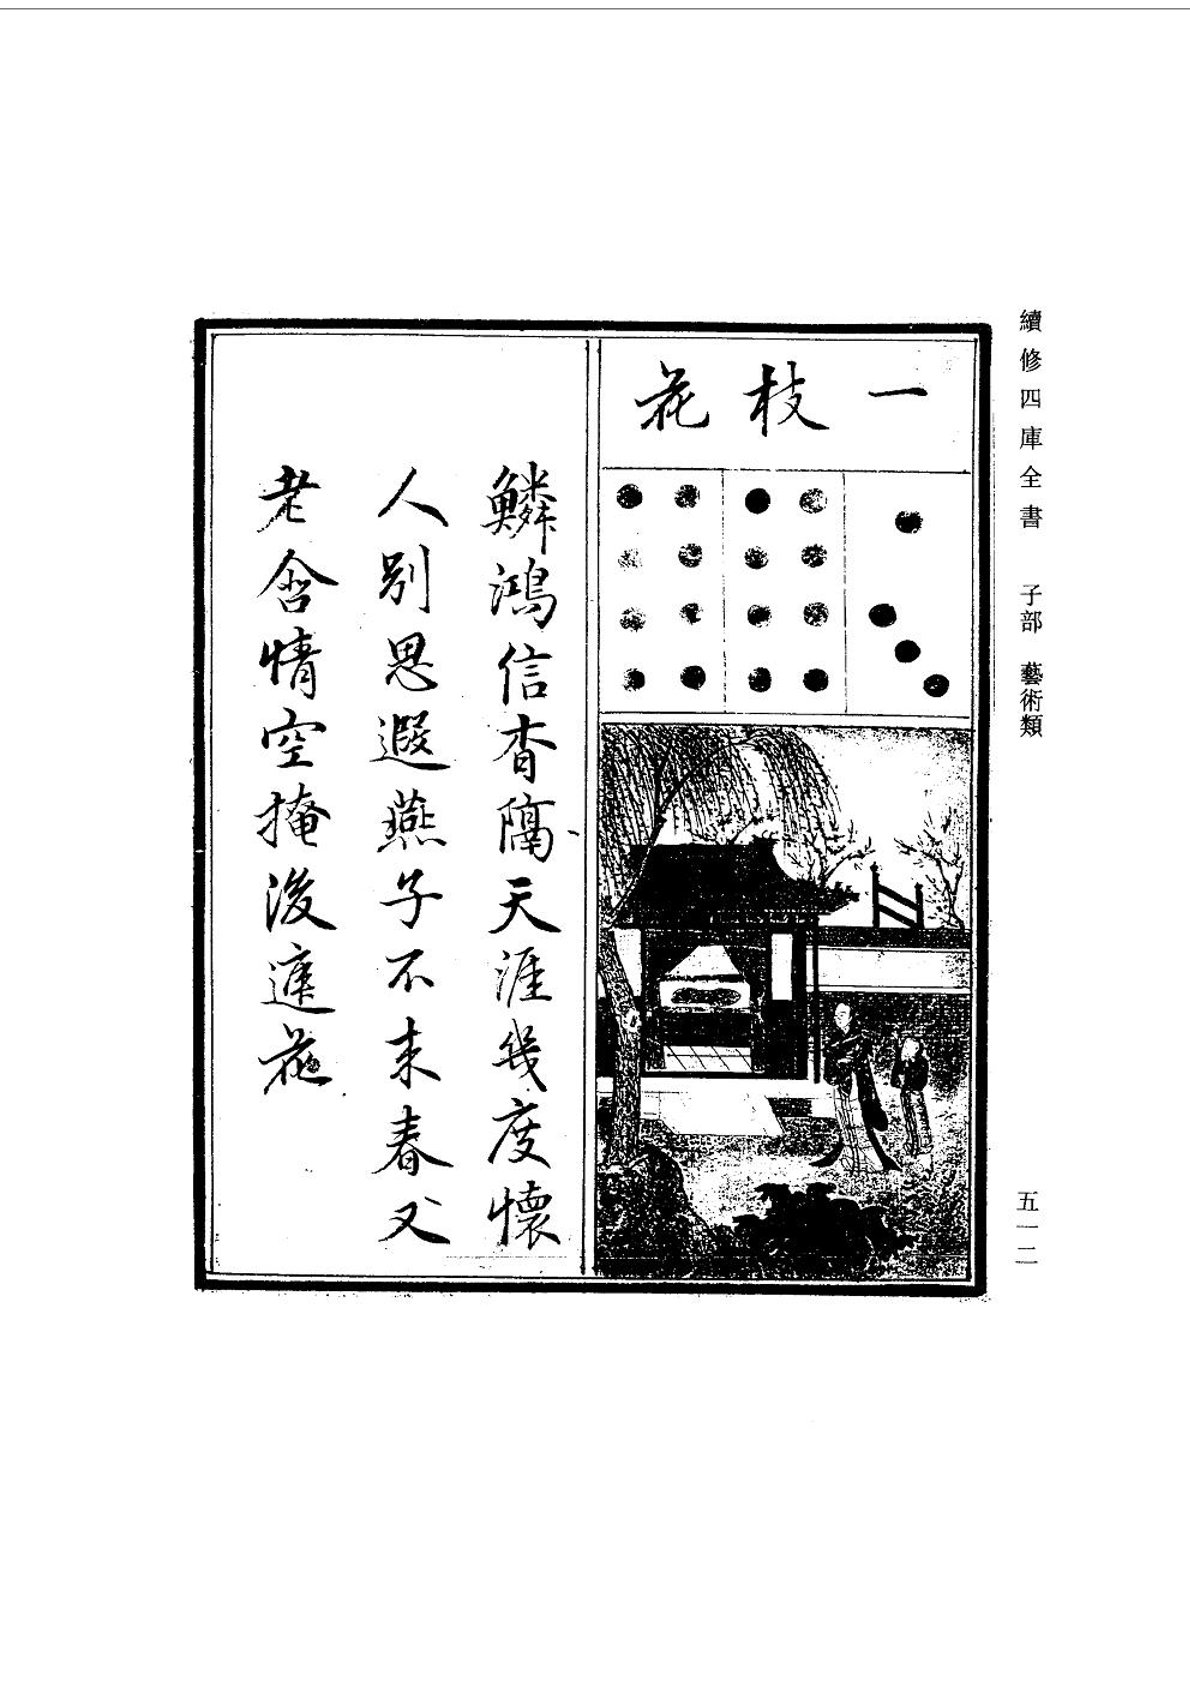 續修四庫全書 子部 藝術類
五一二
一枝花
鱗鴻信杳隔天涯幾度懷
人別思遐燕子不来春又
老含情空掩後庭花